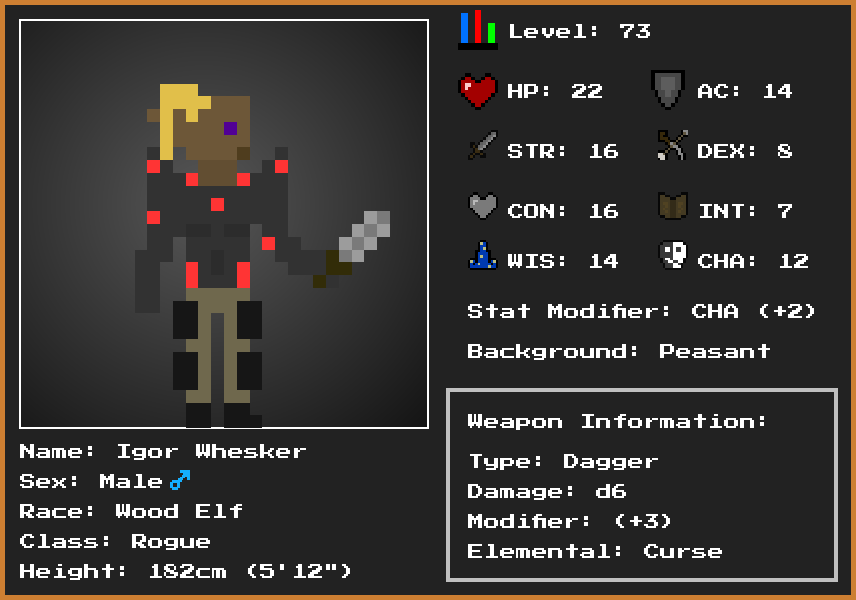 Level: 73
HP: 22 AC: 14
STR: 16 DEX: 8
CON: 16 INT: 7
WIS: 14 CHA: 12
Stat Modifier: CHA (+2)
Background: Peasant
Weapon Information:
Type: Dagger
Damage: d6
Modifier: (+3)
Elemental: Curse
Name: Igor Whesker
Sex: Male ♂
Race: Wood Elf
Class: Rogue
Height: 182cm (5'12")